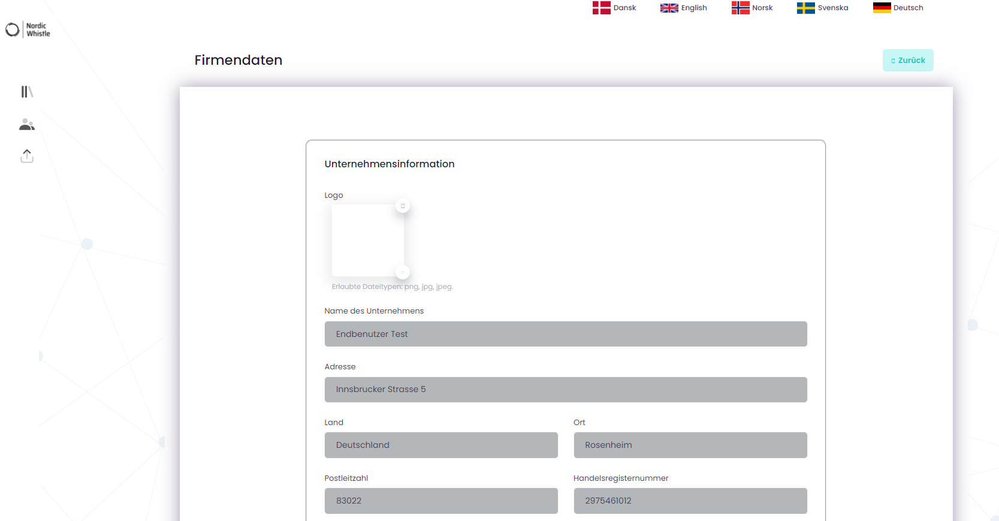 Dansk English Norsk Svenska Deutsch
Nordic
Whistle
Firmendaten
Zurück
Unternehmensinformation
Logo
Erlaubte Dateitypen: png, jpg, jpeg.
Name des Unternehmens
Endbenutzer Test
Adresse
Innsbrucker Strasse 5
Land Ort
Deutschland Rosenheim
Postleitzahl Handelsregisternummer
83022 2975461012